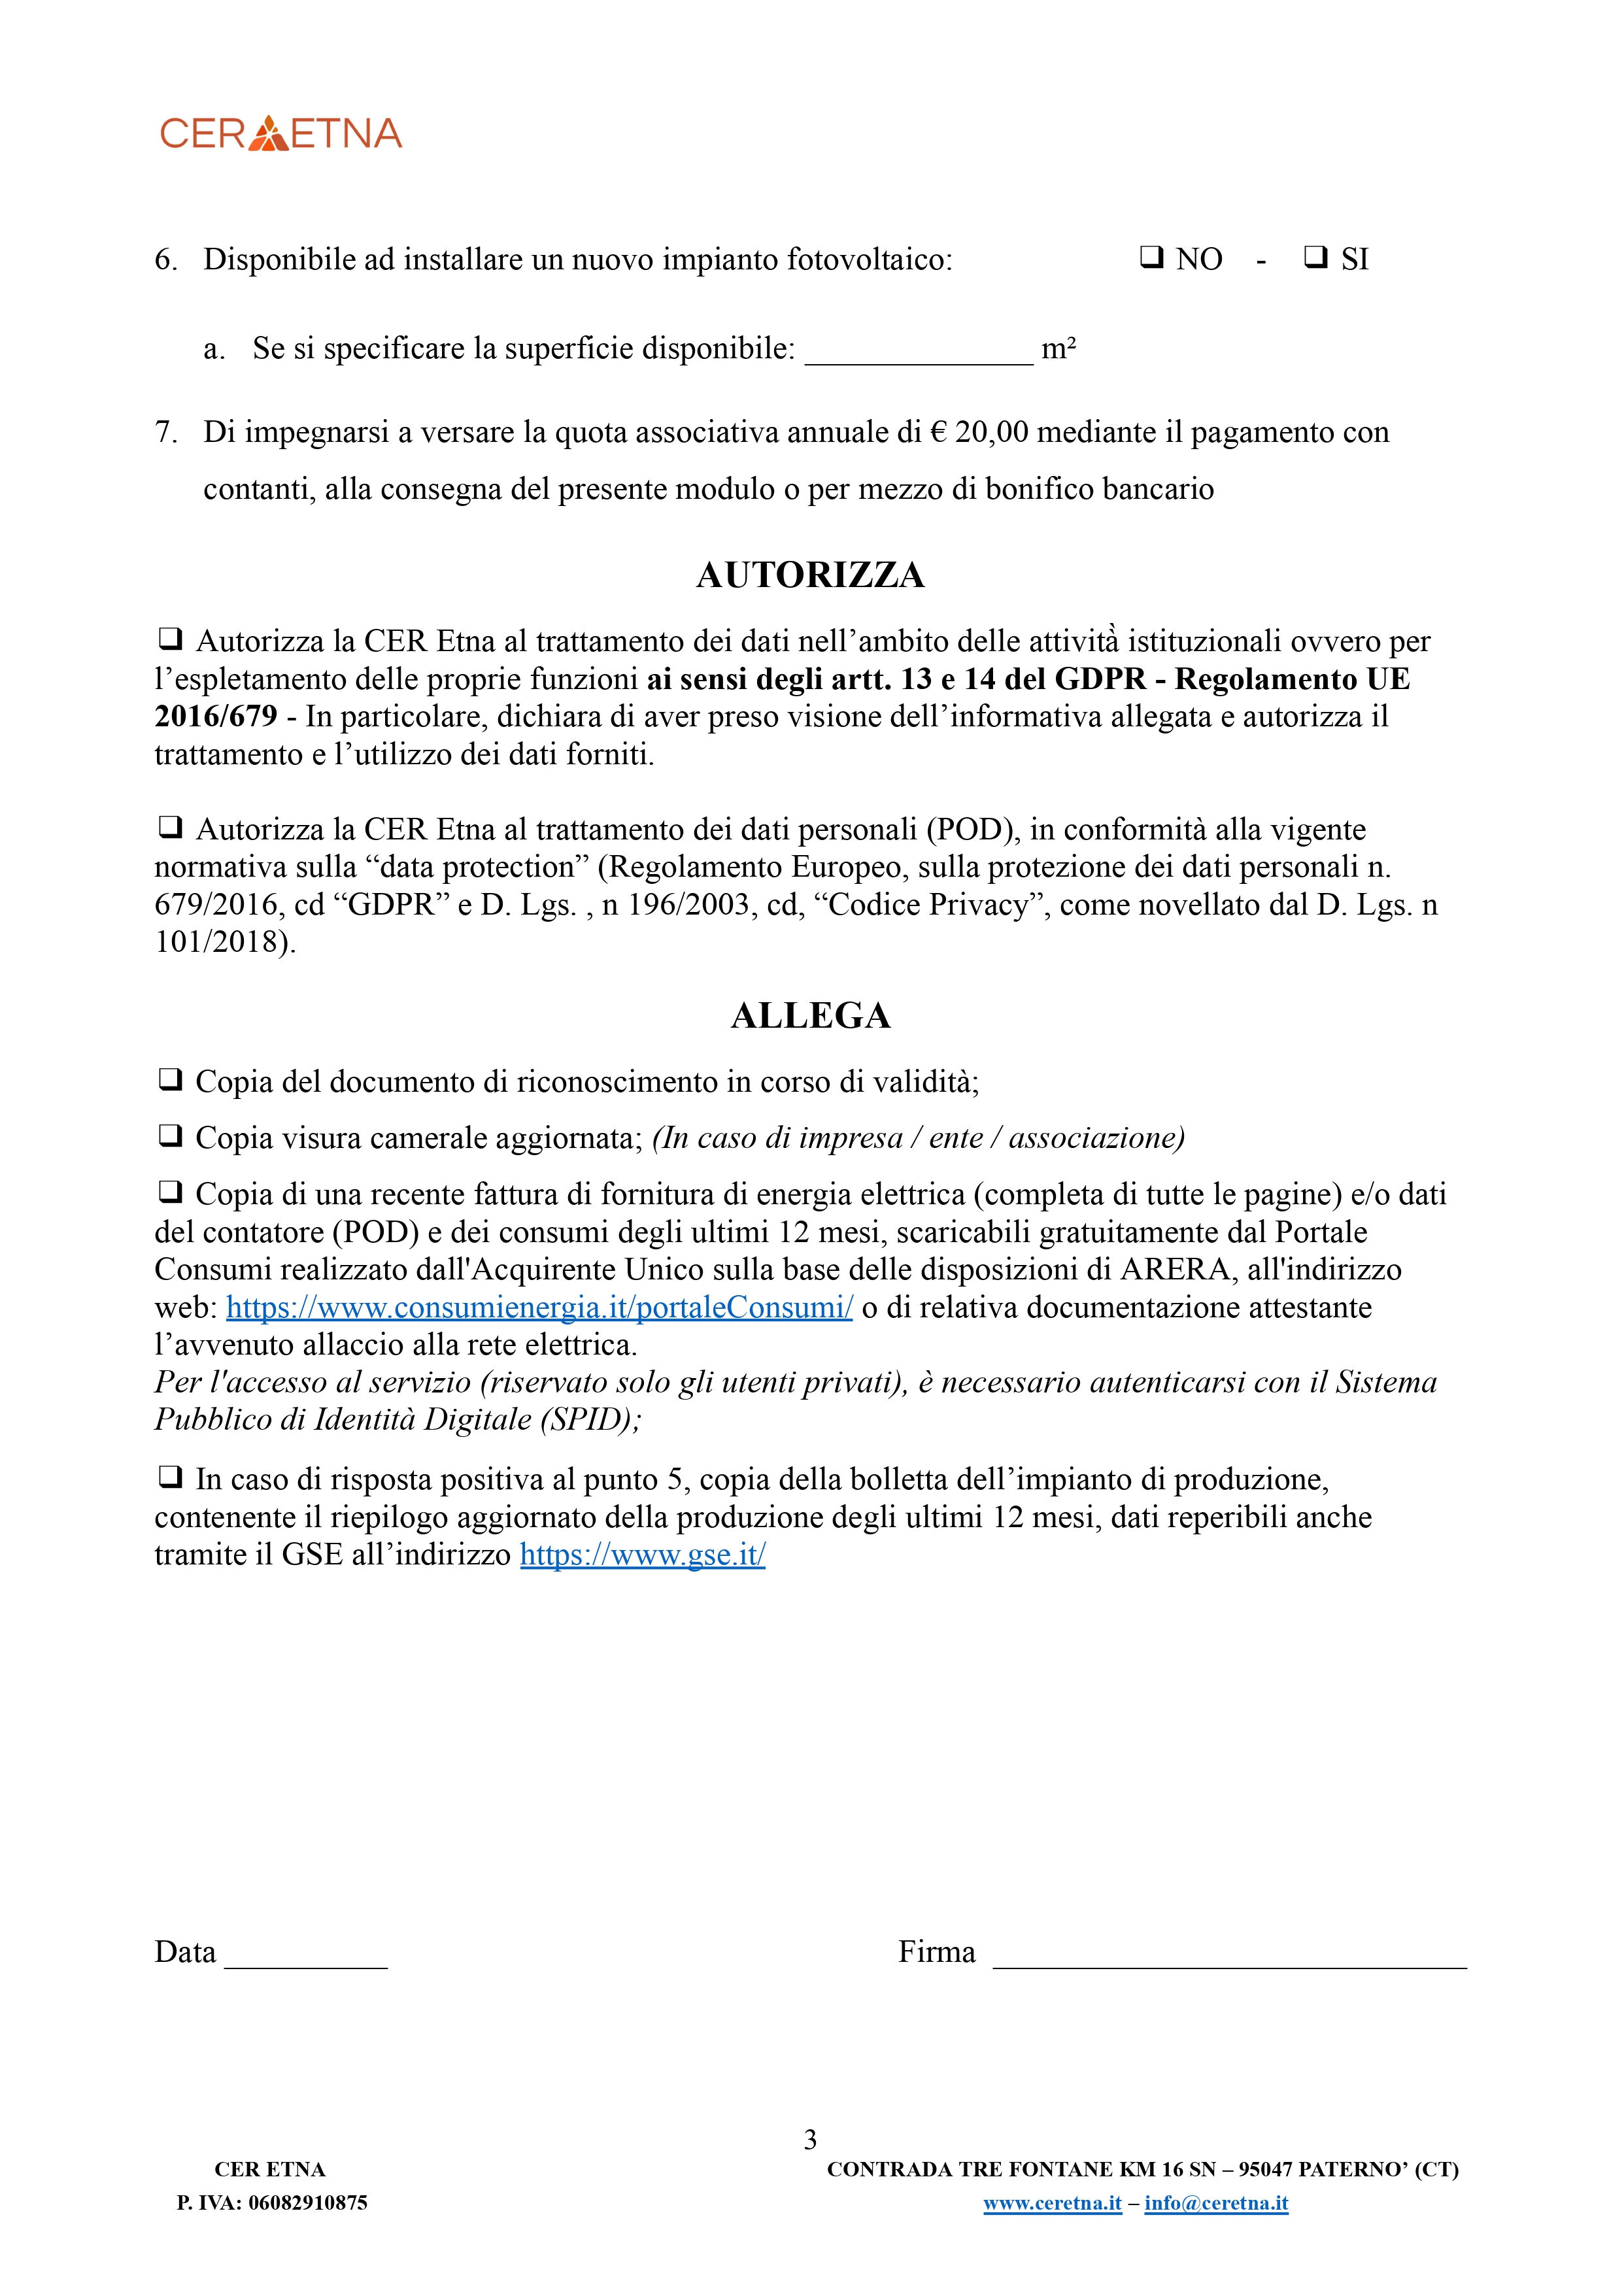 CER ETNA
6. Disponibile ad installare un nuovo impianto fotovoltaico: ❏ NO - ❏ SI
a. Se si specificare la superficie disponibile: ______________ m²
7. Di impegnarsi a versare la quota associativa annuale di € 20,00 mediante il pagamento con
contanti, alla consegna del presente modulo o per mezzo di bonifico bancario
AUTORIZZA
❏ Autorizza la CER Etna al trattamento dei dati nell’ambito delle attività̀ istituzionali ovvero per
l’espletamento delle proprie funzioni ai sensi degli artt. 13 e 14 del GDPR - Regolamento UE
2016/679 - In particolare, dichiara di aver preso visione dell’informativa allegata e autorizza il
trattamento e l’utilizzo dei dati forniti.
❏ Autorizza la CER Etna al trattamento dei dati personali (POD), in conformità alla vigente
normativa sulla “data protection” (Regolamento Europeo, sulla protezione dei dati personali n.
679/2016, cd “GDPR” e D. Lgs. , n 196/2003, cd, “Codice Privacy”, come novellato dal D. Lgs. n
101/2018).
ALLEGA
❏ Copia del documento di riconoscimento in corso di validità;
❏ Copia visura camerale aggiornata; (In caso di impresa / ente / associazione)
❏ Copia di una recente fattura di fornitura di energia elettrica (completa di tutte le pagine) e/o dati
del contatore (POD) e dei consumi degli ultimi 12 mesi, scaricabili gratuitamente dal Portale
Consumi realizzato dall'Acquirente Unico sulla base delle disposizioni di ARERA, all'indirizzo
web: https://www.consumienergia.it/portaleConsumi/ o di relativa documentazione attestante
l’avvenuto allaccio alla rete elettrica.
Per l'accesso al servizio (riservato solo gli utenti privati), è necessario autenticarsi con il Sistema
Pubblico di Identità Digitale (SPID);
❏ In caso di risposta positiva al punto 5, copia della bolletta dell’impianto di produzione,
contenente il riepilogo aggiornato della produzione degli ultimi 12 mesi, dati reperibili anche
tramite il GSE all’indirizzo https://www.gse.it/
Data __________ Firma _____________________________
3
CER ETNA CONTRADA TRE FONTANE KM 16 SN – 95047 PATERNO’ (CT)
P. IVA: 06082910875 www.ceretna.it – info@ceretna.it